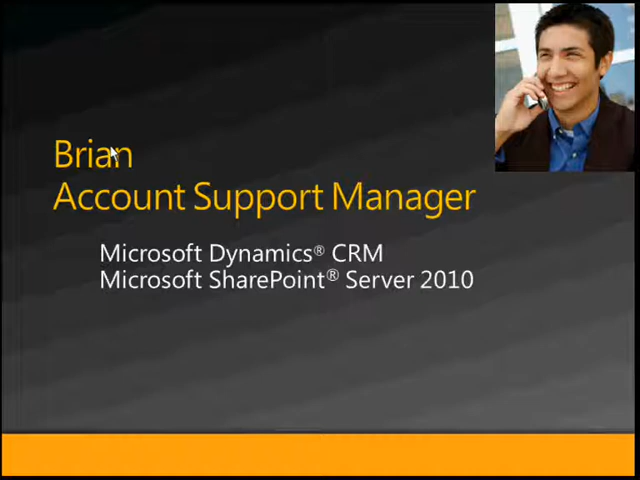 Brian
Account Support Manager
Microsoft Dynamics® CRM
Microsoft SharePoint® Server 2010